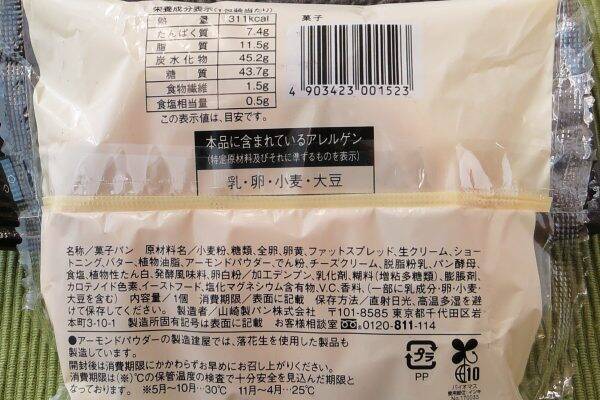 栄養成分表示(1包装当たり)
熱量 311kcal
たんぱく質 7.4g
脂質 11.5g
炭水化物 45.2g
糖質 43.7g
食物繊維 1.5g
食塩相当量 0.5g
この表示値は、目安です。
菓子
4 903423 001523
本品に含まれているアレルゲン
(特定原材料及びそれに準ずるものを表示)
乳・卵・小麦・大豆
名称/菓子パン 原材料名/小麦粉、糖類、全卵、卵黄、ファットスプレッド、生クリーム、ショー
トニング、バター、植物油脂、アーモンドパウダー、でん粉、チーズクリーム、脱脂粉乳、パン酵母、
食塩、植物性たん白、発酵風味料、卵白粉/加工デンプン、乳化剤、糊料(増粘多糖類)、膨脹剤、
カロテノイド色素、イーストフード、塩化マグネシウム含有物、V.C、香料、(一部に乳成分・卵・小麦・
大豆を含む) 内容量/1個 消費期限/表面に記載 保存方法/直射日光、高温多湿を避
けて保存してください。 製造者/山崎製パン株式会社 〒101-8585 東京都千代田区岩
本町3-10-1 製造所固有記号は表面に記載 お客様相談室 0120-811-114
●アーモンドパウダーの製造建屋では、落花生を使用した製品も
製造しています。
開封後は消費期限にかかわらずお早めにお召し上がりください。
消費期限は(※)℃の保管温度の検査で十分安全を見込んだ期限と
なっております。 ※5月〜10月…30℃ 11月〜4月…25℃
プラ
PP
10
バイオマス
No.170035